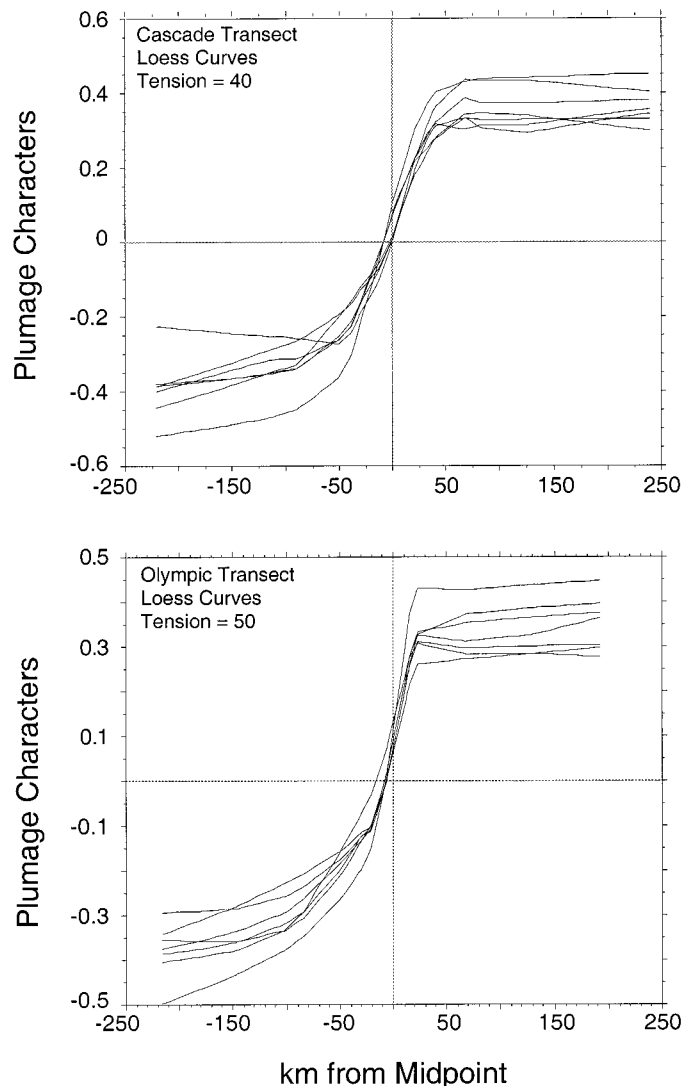 Cascade Transect
Loess Curves
Tension = 40
Plumage Characters
0.6
0.4
0.2
0
-0.2
-0.4
-0.6
-250
-150
-50
50
150
250
Olympic Transect
Loess Curves
Tension = 50
Plumage Characters
0.5
0.3
0.1
-0.1
-0.3
-0.5
-250
-150
-50
50
150
250
km from Midpoint